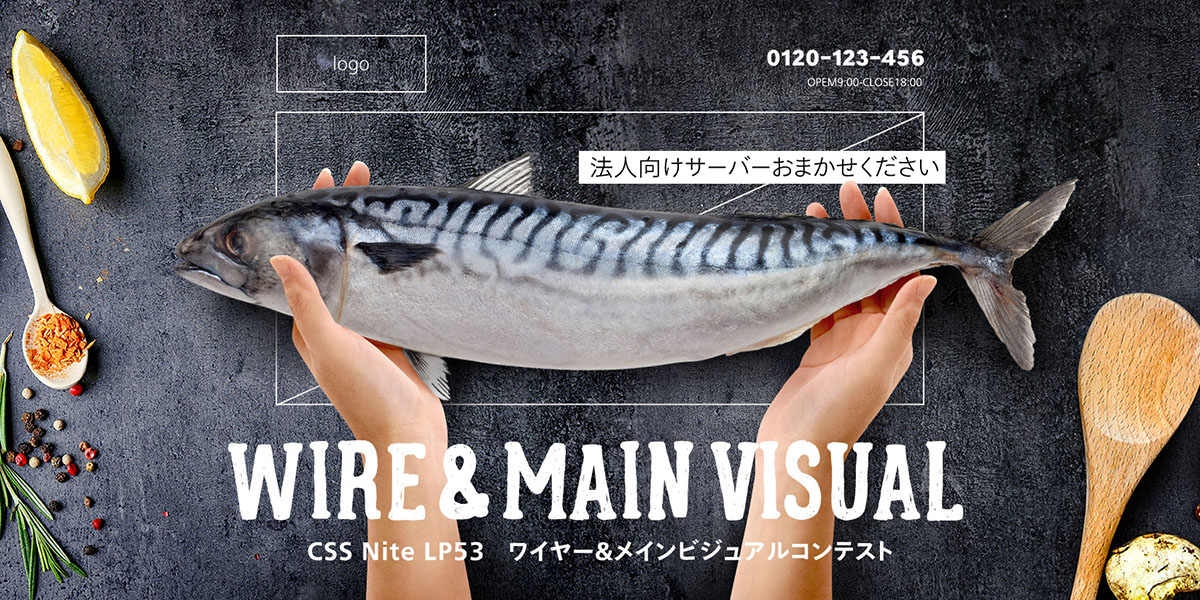 logo
0120-123-456
OPEM9:00-CLOSE18:00
法人向けサーバーおまかせください
WIRE & MAIN VISUAL
CSS Nite LP53 ワイヤー&メインビジュアルコンテスト